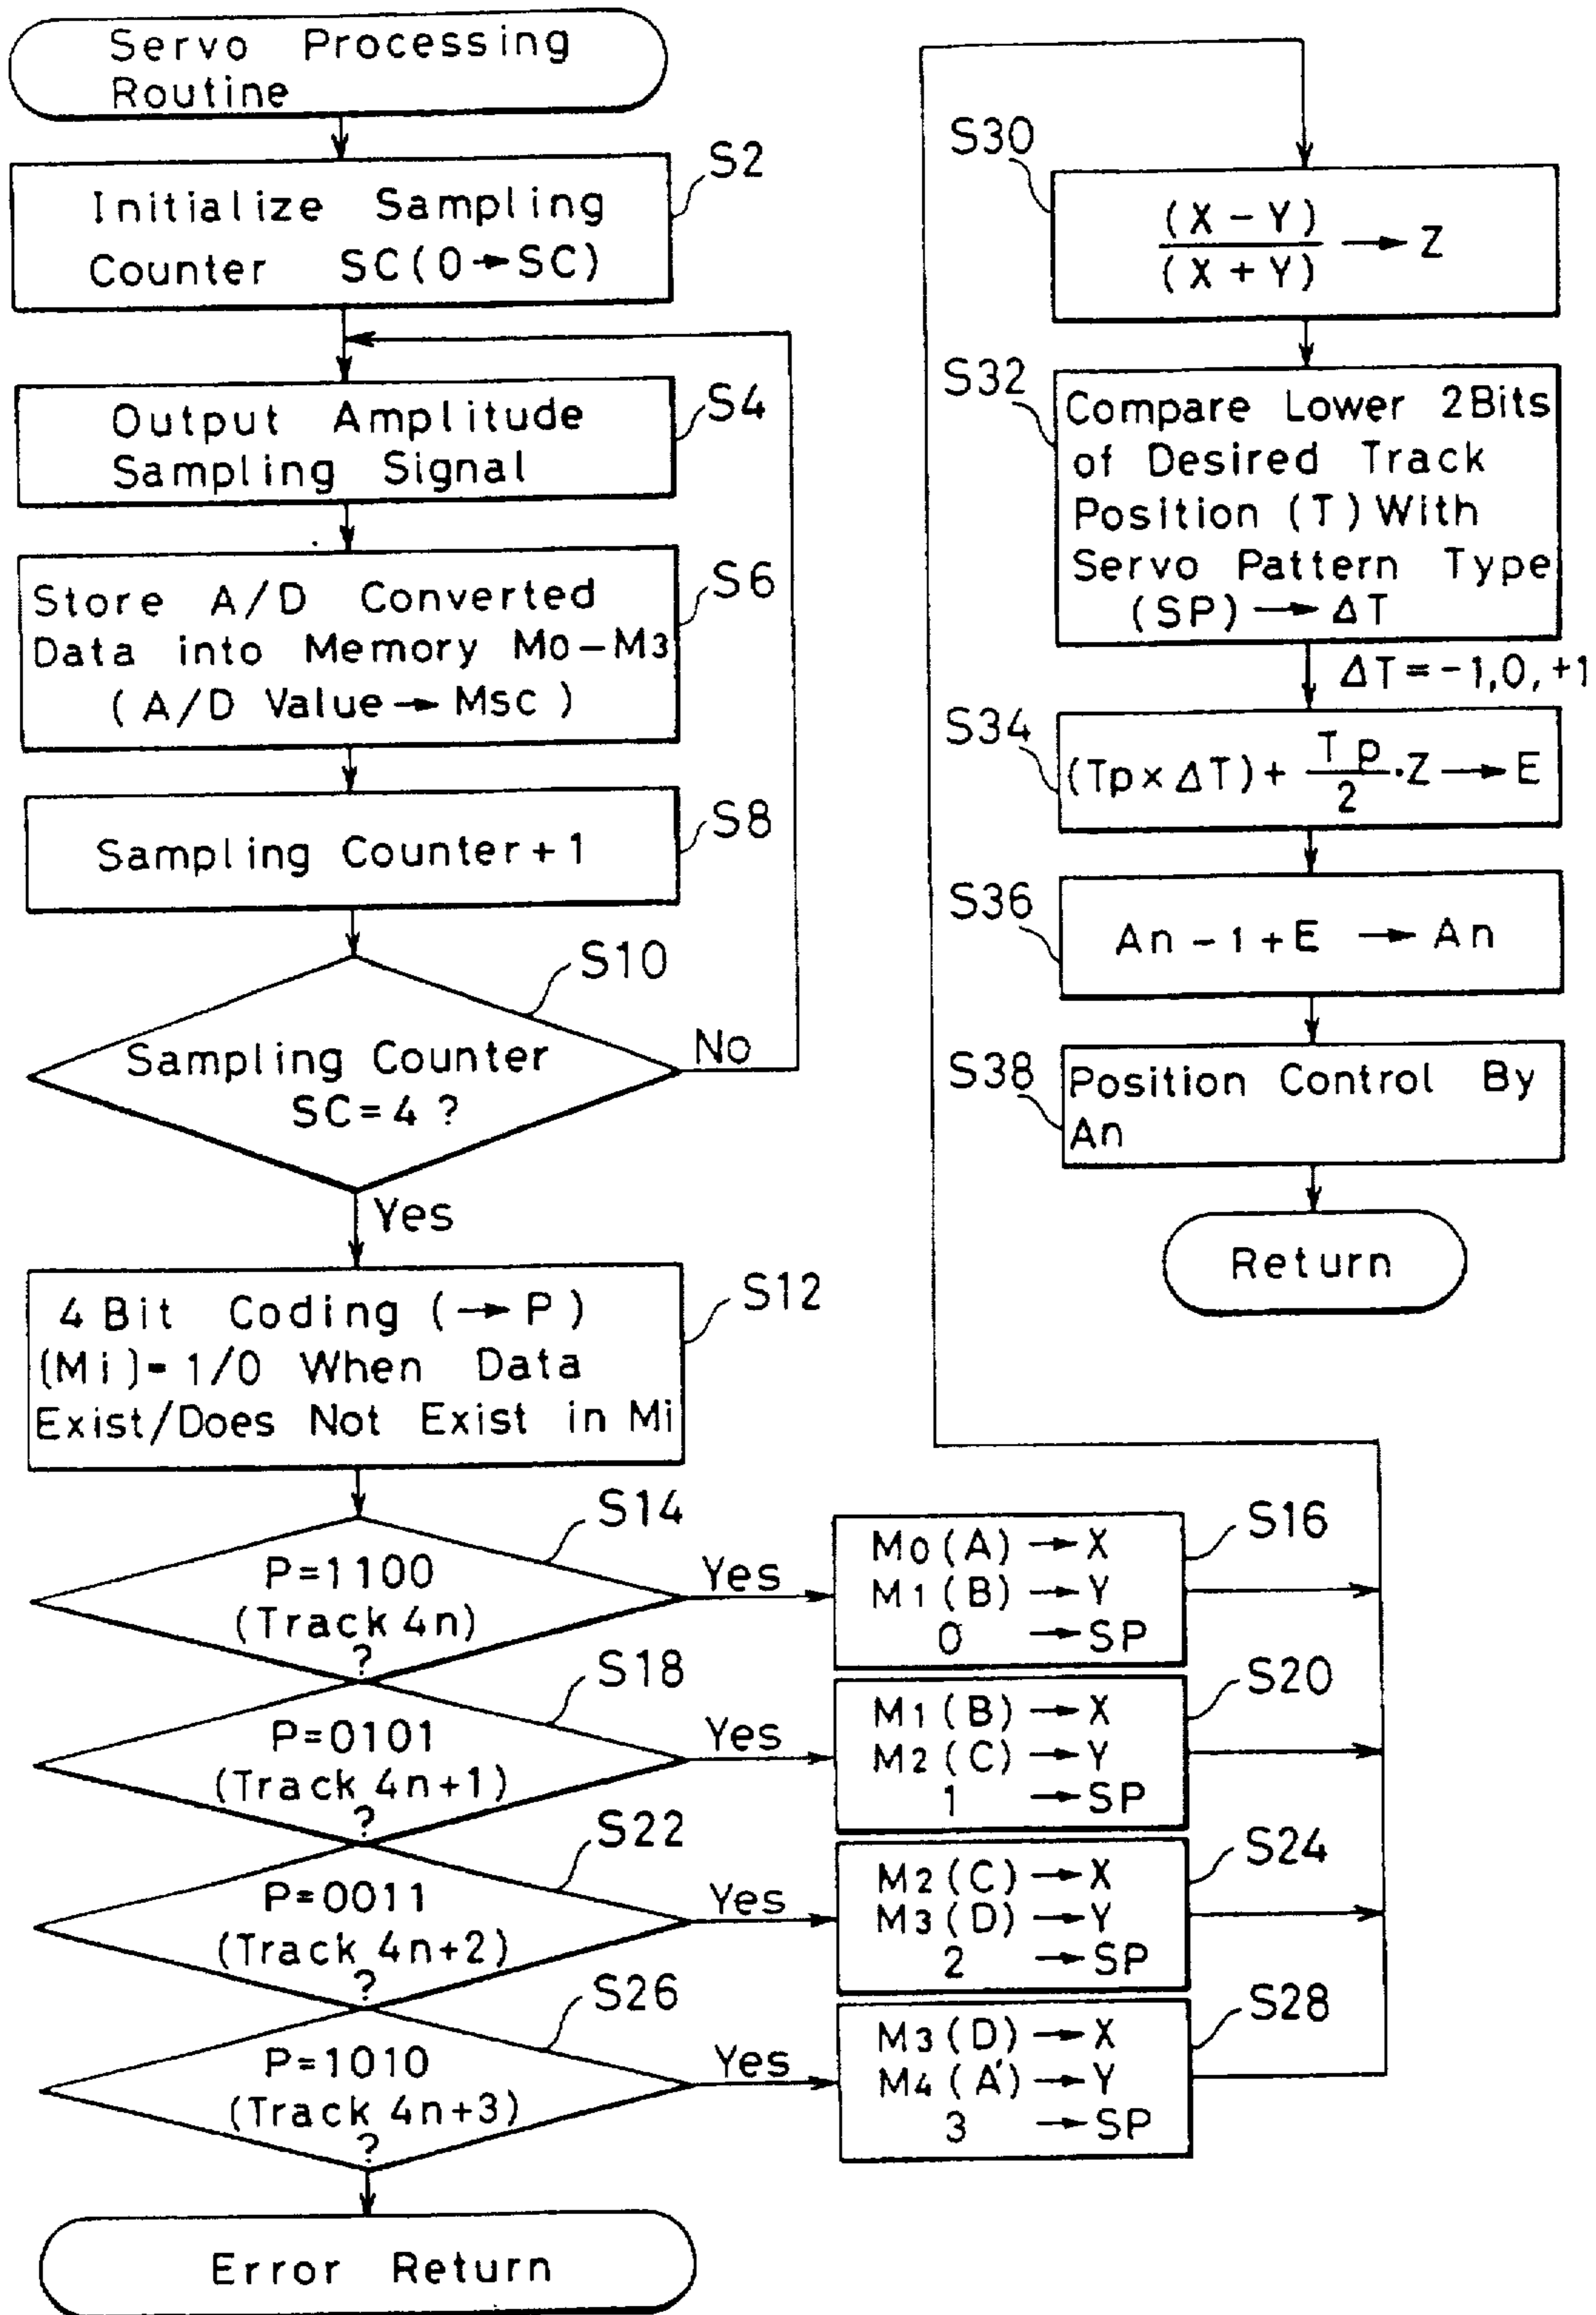 Servo Processing
Routine
S2
Initialize Sampling
Counter SC(0→SC)
S4
Output Amplitude
Sampling Signal
S6
Store A/D Converted
Data into Memory M0-M3
(A/D Value→MSC)
S8
Sampling Counter+1
S10
Sampling Counter
SC=4?
No
Yes
S12
4 Bit Coding (→P)
(Mi)=1/0 When Data
Exist/Does Not Exist in Mi
S14
P=1100
(Track 4n)
?
Yes
S16
M0(A)→X
M1(B)→Y
0 →SP
S18
P=0101
(Track 4n+1)
?
Yes
S20
M1(B)→X
M2(C)→Y
1 →SP
S22
P=0011
(Track 4n+2)
?
Yes
S24
M2(C)→X
M3(D)→Y
2 →SP
S26
P=1010
(Track 4n+3)
?
Yes
S28
M3(D)→X
M4(A')→Y
3 →SP
Error Return
S30
(X-Y)
(X+Y) →Z
S32
Compare Lower 2Bits
of Desired Track
Position (T) With
Servo Pattern Type
(SP)→ΔT
ΔT=-1,0,+1
S34
(Tp×ΔT)+ Tp/2 ·Z→E
S36
An-1+E →An
S38
Position Control By
An
Return